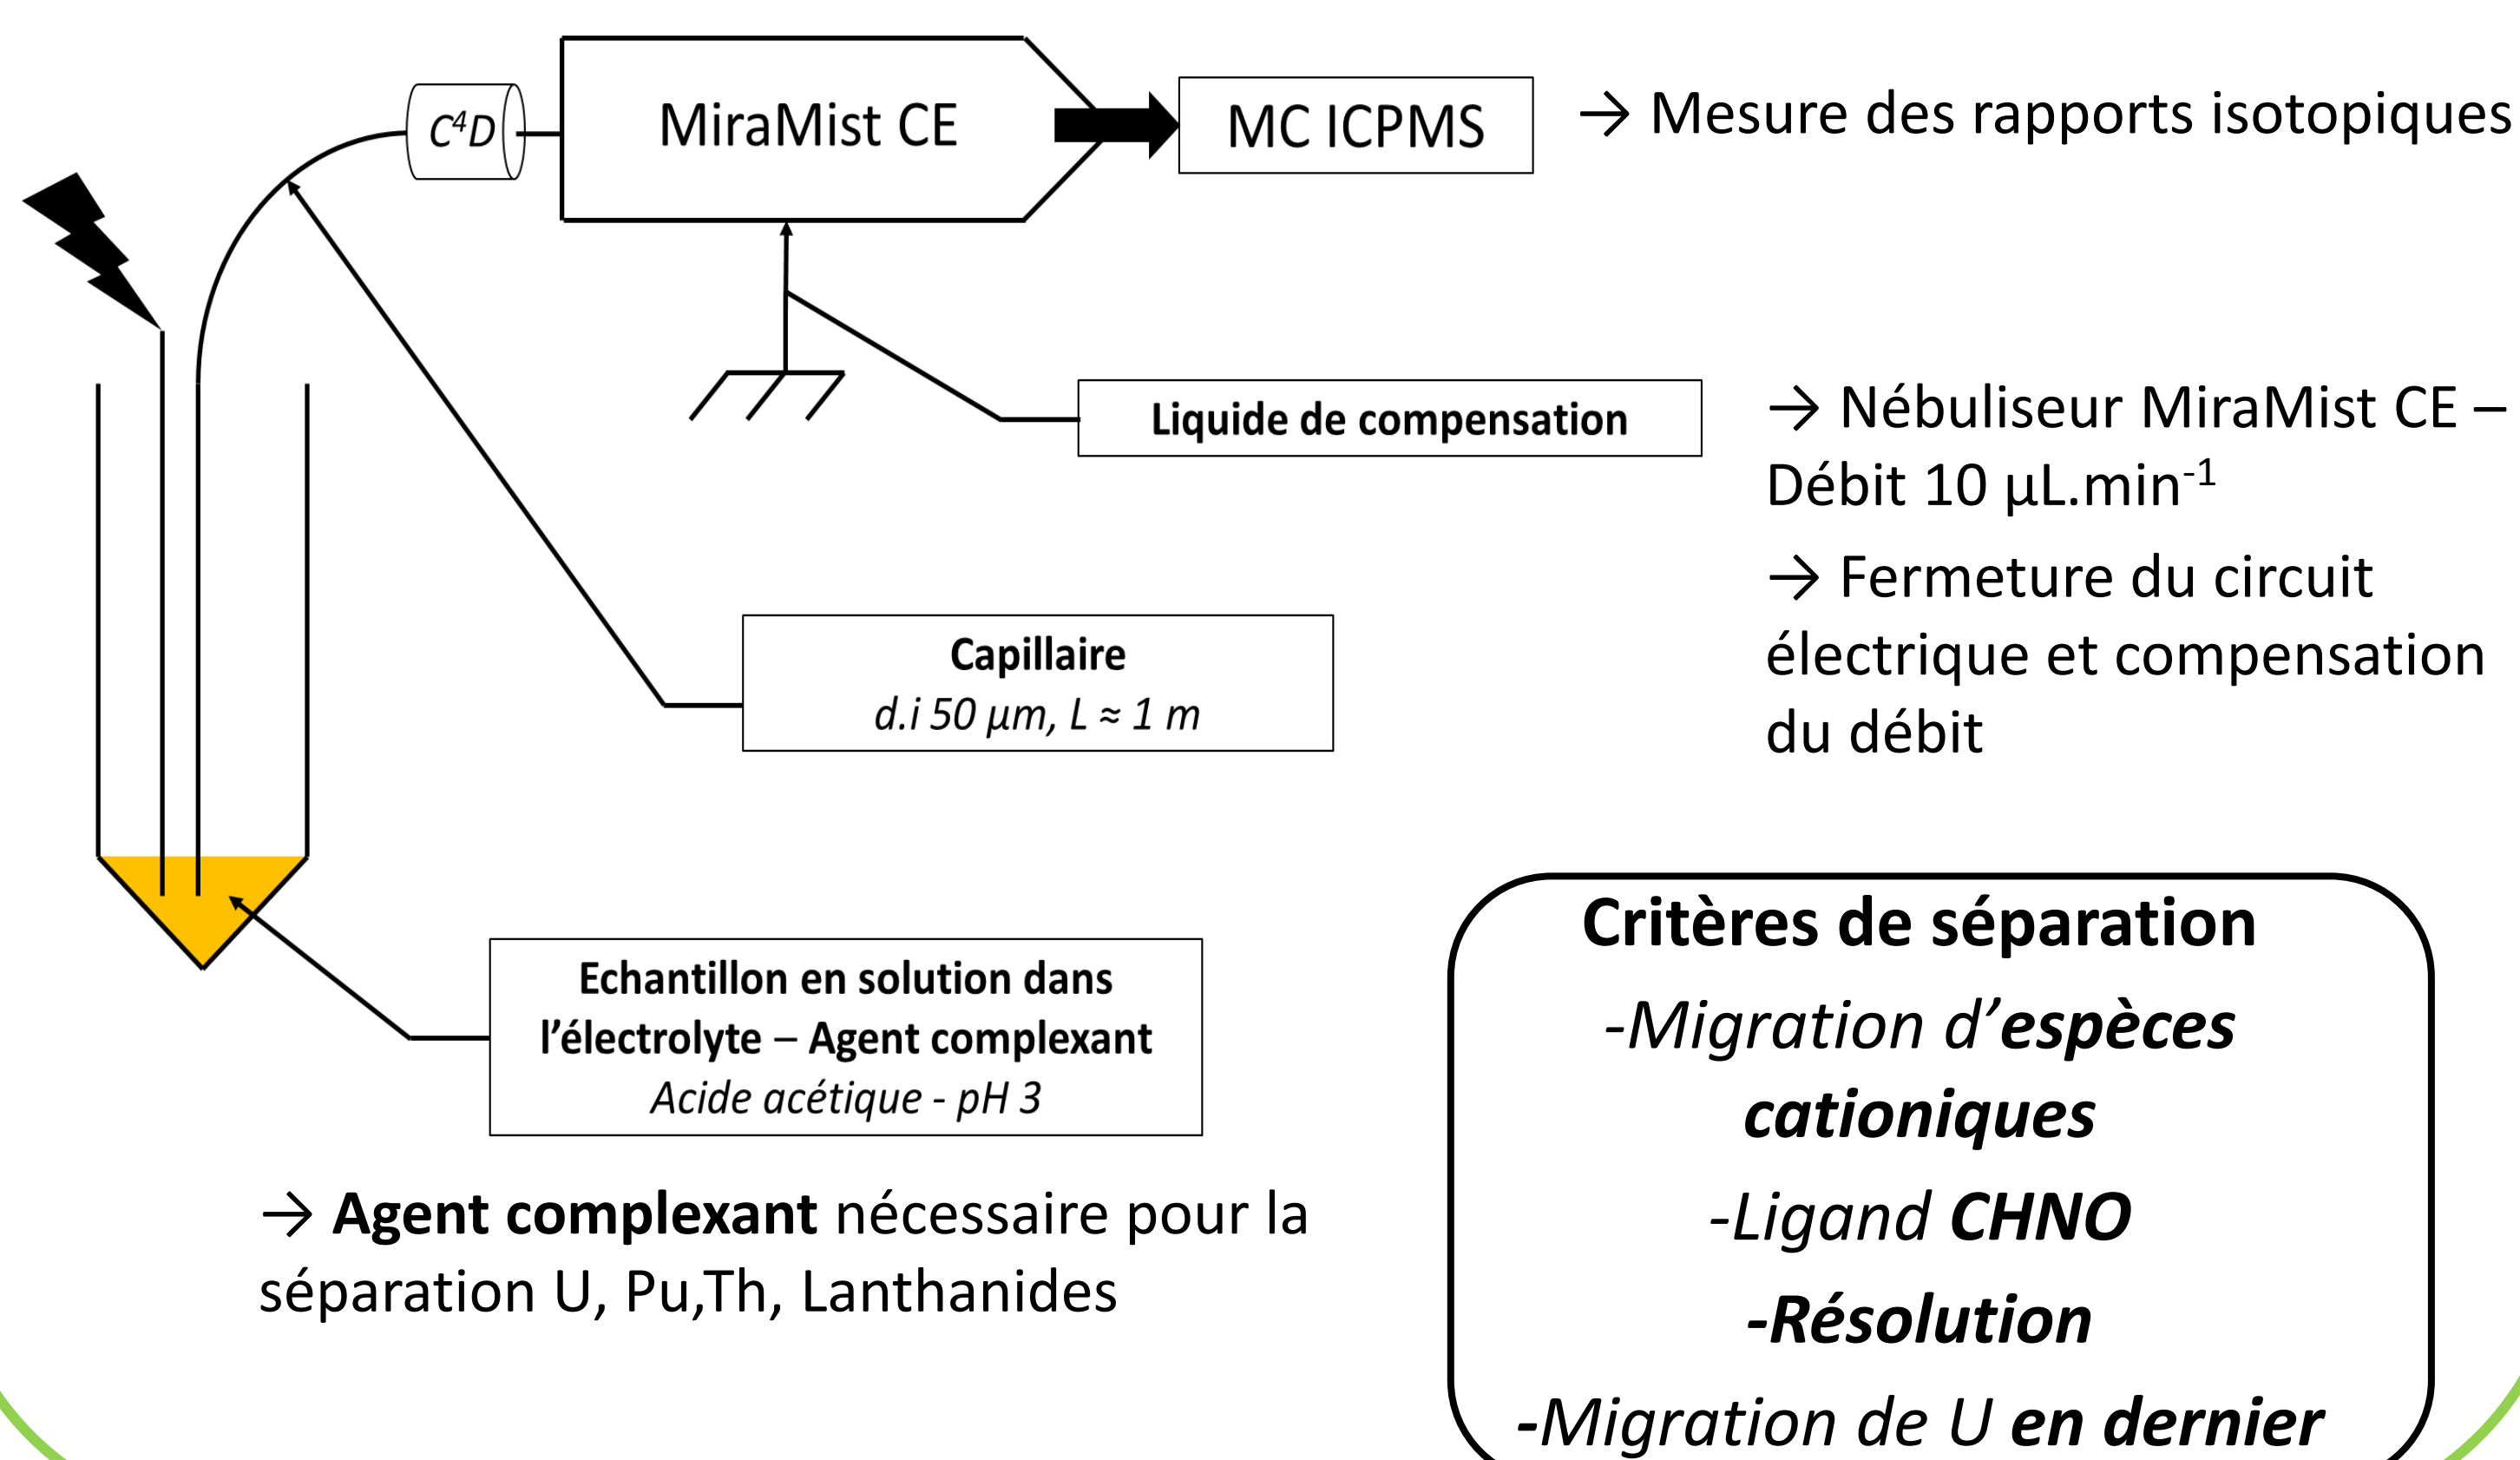 C⁴D
MiraMist CE
MC ICPMS
→ Mesure des rapports isotopiques
Liquide de compensation
→ Nébuliseur MiraMist CE –
Débit 10 µL.min⁻¹
→ Fermeture du circuit
électrique et compensation
du débit
Capillaire
d.i 50 µm, L ≈ 1 m
Echantillon en solution dans
l’électrolyte – Agent complexant
Acide acétique - pH 3
→ Agent complexant nécessaire pour la
séparation U, Pu,Th, Lanthanides
Critères de séparation
-Migration d’espèces
cationiques
-Ligand CHNO
-Résolution
-Migration de U en dernier